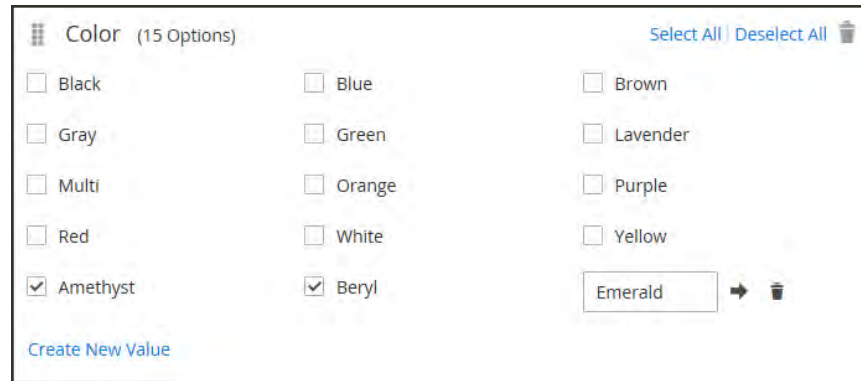 Color (15 Options) Select All Deselect All
Black Blue Brown
Gray Green Lavender
Multi Orange Purple
Red White Yellow
Amethyst Beryl Emerald
Create New Value